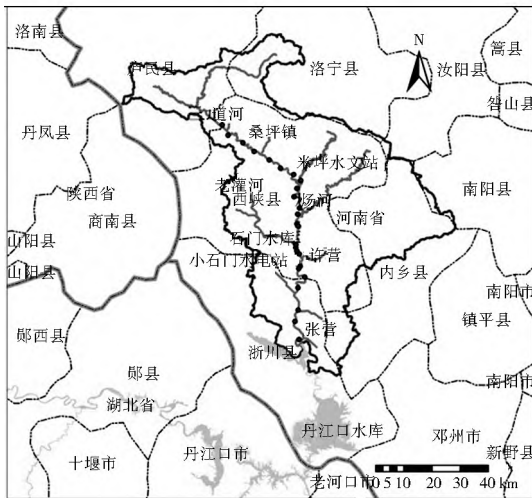 洛南县
卢民县
洛宁县
N
嵩县
汝阳县
丹凤县
道河
桑坪镇
米坪水文站
陕西省
老灌河
西峡县
汤河
南阳县
商南县
河南省
山阳县
石门水库
许营
山阳县
小石门水电站
内乡县
南阳市
镇平县
郧西县
张营
淅川县
郧县
南阳市
湖北省
丹江口水库
邓州市
十堰市
丹江口市
新野县
老河口市
0 5 10 20 30 40 km